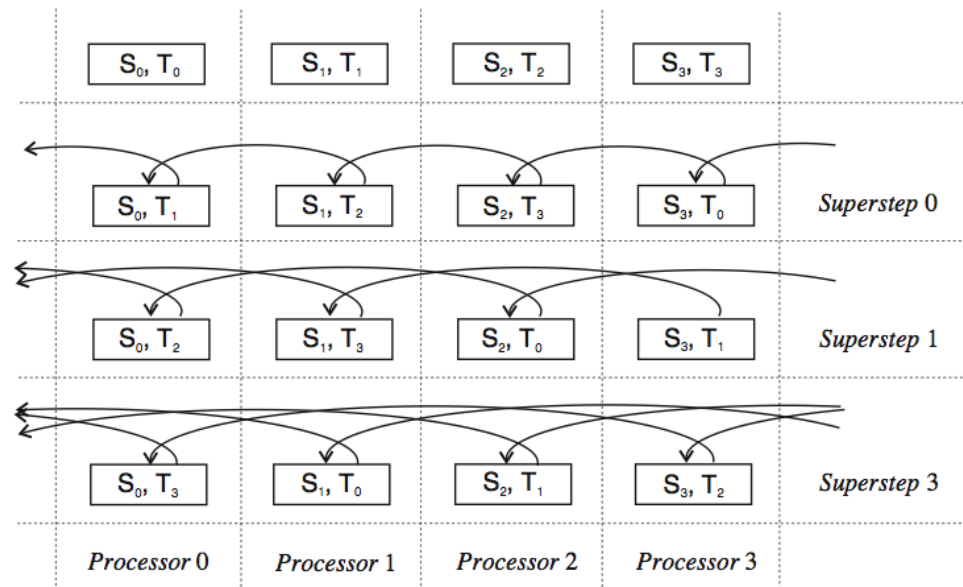 S₀, T₀ S₁, T₁ S₂, T₂ S₃, T₃
S₀, T₁ S₁, T₂ S₂, T₃ S₃, T₀ Superstep 0
S₀, T₂ S₁, T₃ S₂, T₀ S₃, T₁ Superstep 1
S₀, T₃ S₁, T₀ S₂, T₁ S₃, T₂ Superstep 3
Processor 0 Processor 1 Processor 2 Processor 3